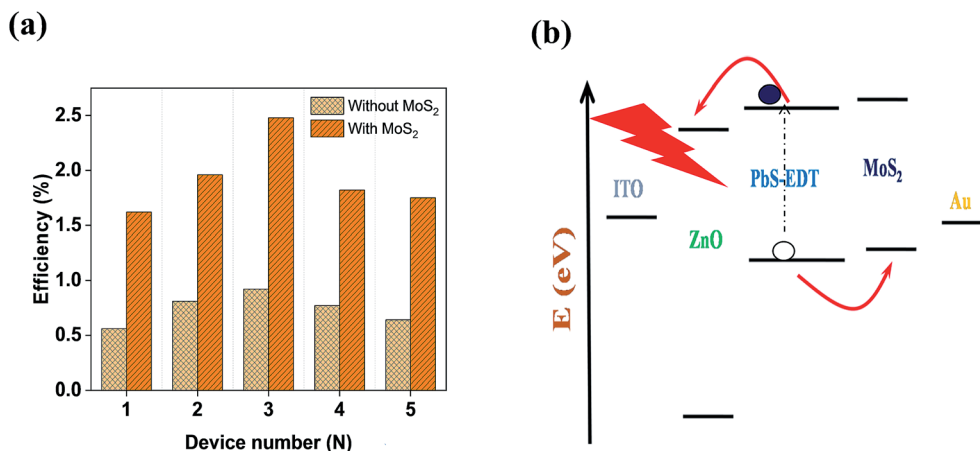 (a)
Efficiency (%)
2.5
2.0
1.5
1.0
0.5
0.0
Without MoS₂
With MoS₂
1 2 3 4 5
Device number (N)
(b)
E (eV)
ITO
ZnO
PbS-EDT
MoS₂
Au